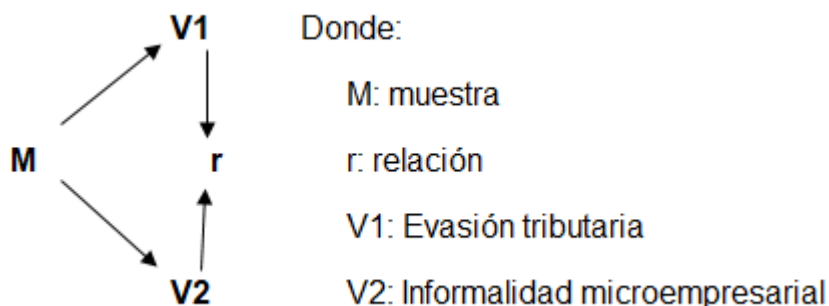 V1 Donde:
M: muestra
M r r: relación
V1: Evasión tributaria
V2 V2: Informalidad microempresarial